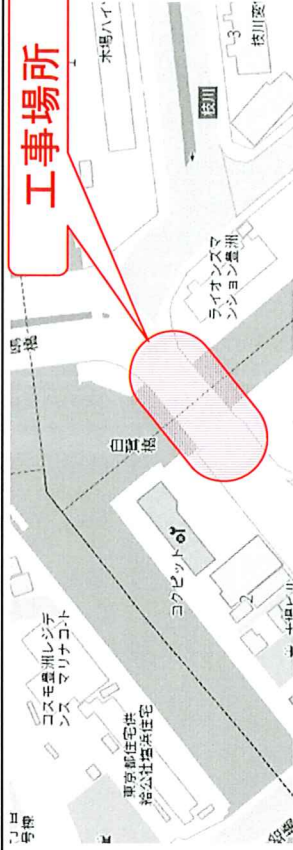 工事場所
木場ハイツ
3
枝川変
枝川
ライオンズマ
ンション豊洲
白鷺
橋
コクピット
2
コスモ豊洲レジデ
ンス マリナコート
東京都住宅供
給公社塩浜住宅